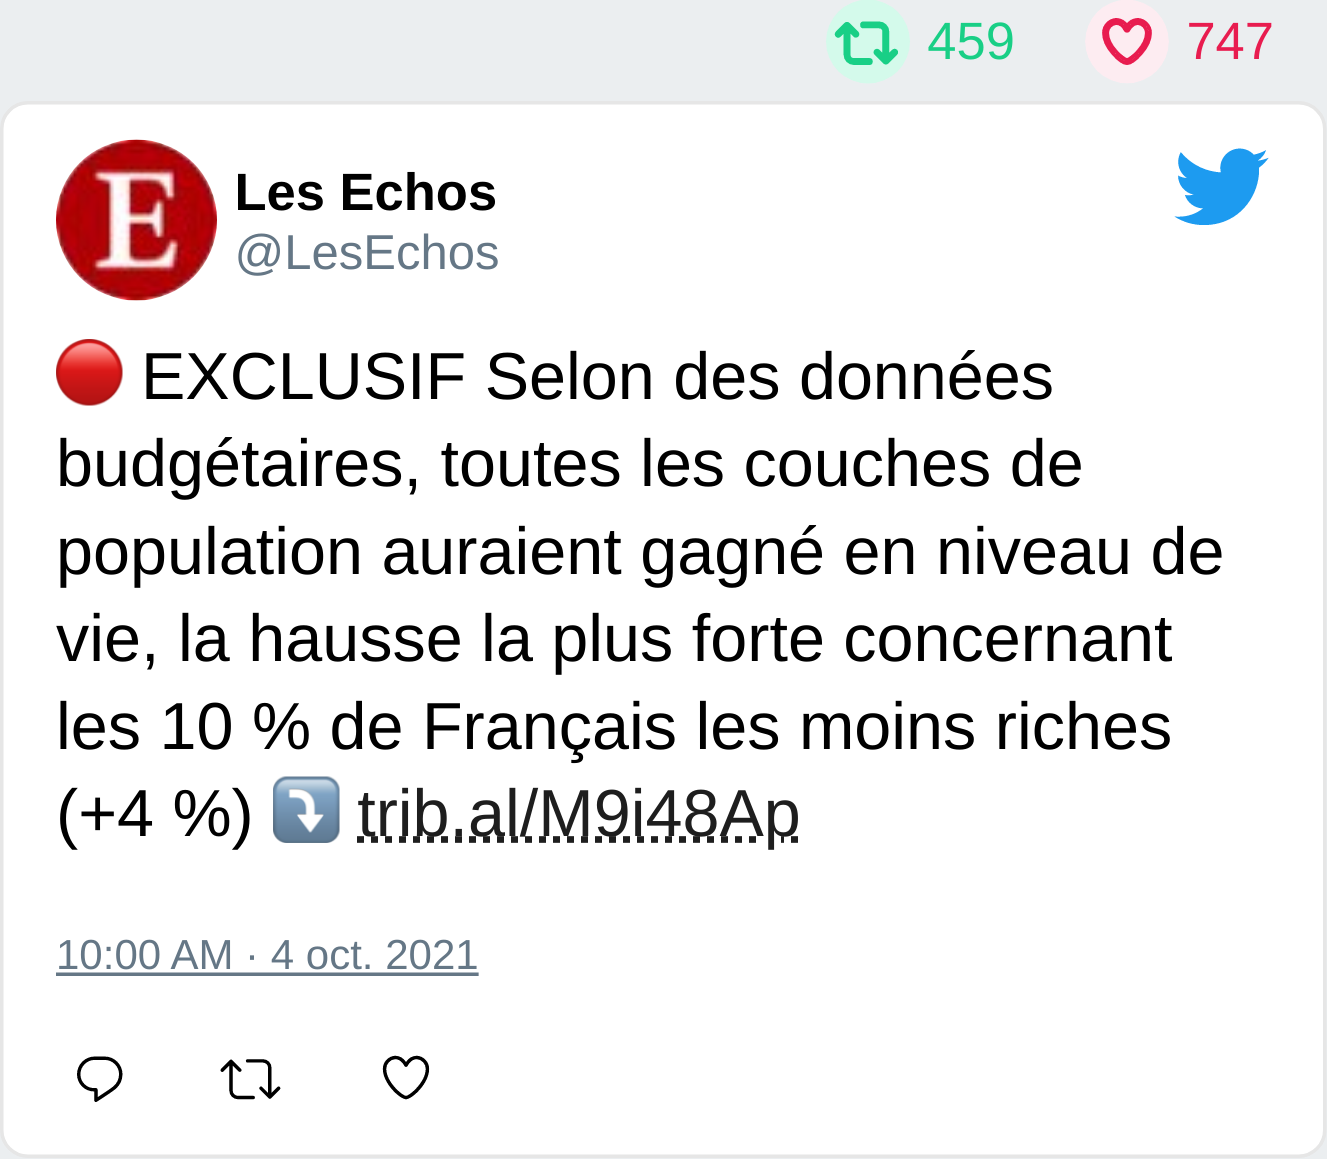 459 747
E
Les Echos
@LesEchos
🔴 EXCLUSIF Selon des données
budgétaires, toutes les couches de
population auraient gagné en niveau de
vie, la hausse la plus forte concernant
les 10 % de Français les moins riches
(+4 %) ⤵️ trib.al/M9i48Ap
10:00 AM · 4 oct. 2021